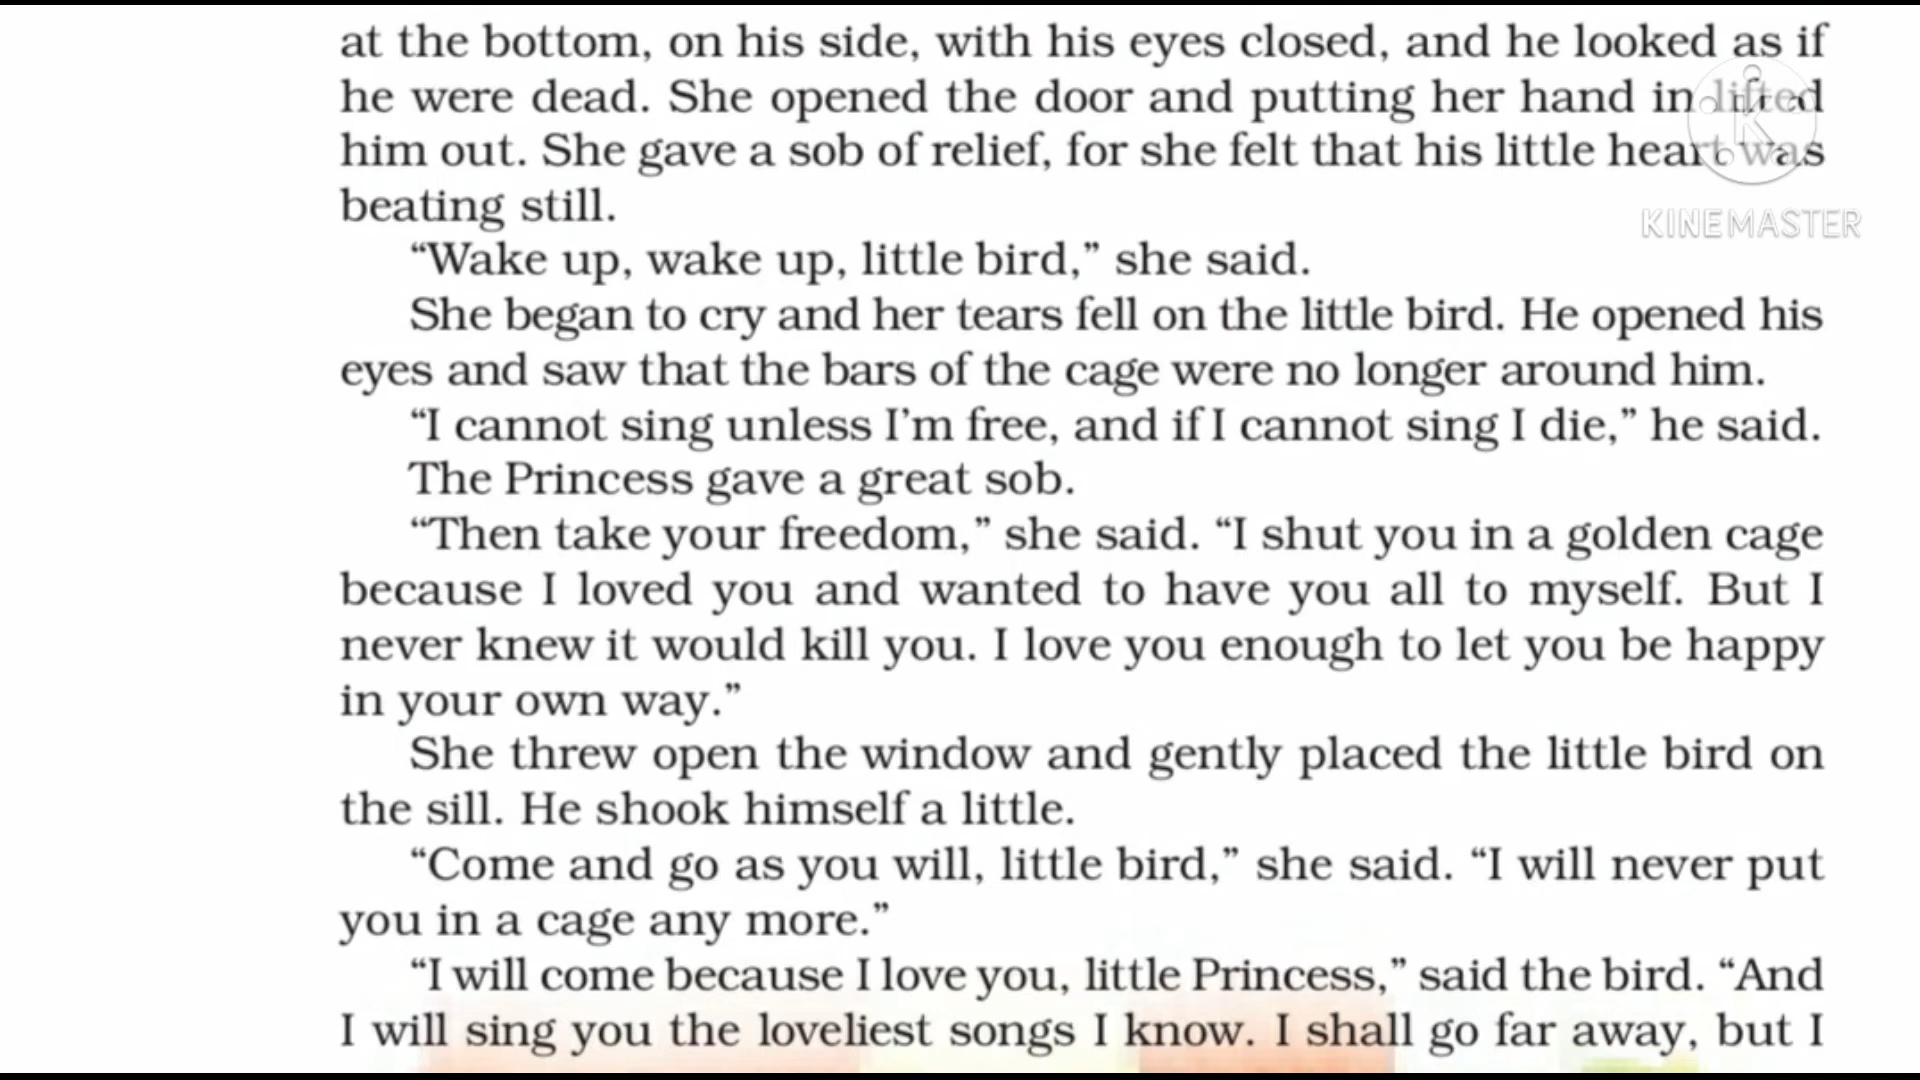 at the bottom, on his side, with his eyes closed, and he looked as if
he were dead. She opened the door and putting her hand in lifted
him out. She gave a sob of relief, for she felt that his little heart was
beating still.
“Wake up, wake up, little bird,” she said.
She began to cry and her tears fell on the little bird. He opened his
eyes and saw that the bars of the cage were no longer around him.
“I cannot sing unless I’m free, and if I cannot sing I die,” he said.
The Princess gave a great sob.
“Then take your freedom,” she said. “I shut you in a golden cage
because I loved you and wanted to have you all to myself. But I
never knew it would kill you. I love you enough to let you be happy
in your own way.”
She threw open the window and gently placed the little bird on
the sill. He shook himself a little.
“Come and go as you will, little bird,” she said. “I will never put
you in a cage any more.”
“I will come because I love you, little Princess,” said the bird. “And
I will sing you the loveliest songs I know. I shall go far away, but I
K
KINEMASTER